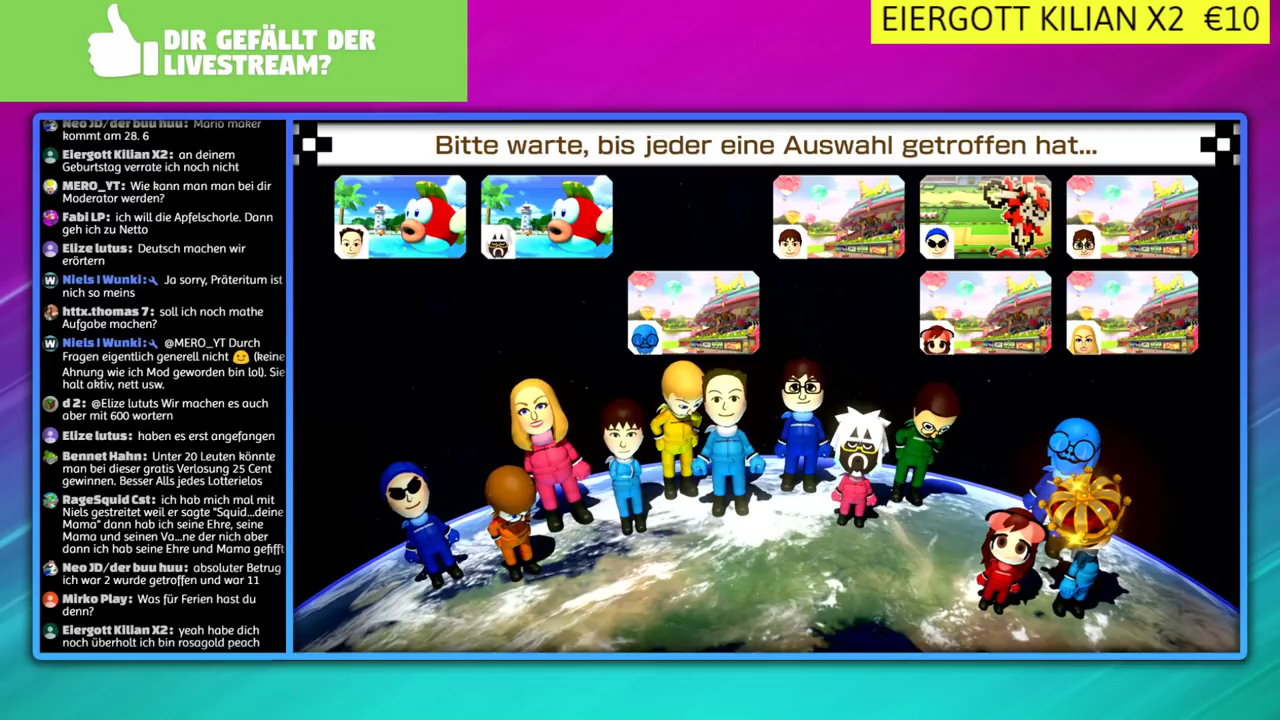 DIR GEFÄLLT DER
LIVESTREAM?
EIERGOTT KILIAN X2 €10
Neo JD/der buu huu: Mario maker
kommt am 28. 6
Eiergott Kilian X2: an deinem
Geburtstag verrate ich noch nicht
MERO_YT: Wie kann man man bei dir
Moderator werden?
Fabi LP: ich will die Apfelschorle. Dann
geh ich zu Netto
Elize lutus: Deutsch machen wir
erörtern
Niels | Wunki: Ja sorry, Präteritum ist
nich so meins
httx.thomas 7: soll ich noch mathe
Aufgabe machen?
Niels | Wunki: @MERO_YT Durch
Fragen eigentlich generell nicht 🙂 (keine
Ahnung wie ich Mod geworden bin lol). Sie
halt aktiv, nett usw.
d 2: @Elize lututs Wir machen es auch
aber mit 600 wortern
Elize lutus: haben es erst angefangen
Bennet Hahn: Unter 20 Leuten könnte
man bei dieser gratis Verlosung 25 Cent
gewinnen. Besser Als jedes Lotterielos
RageSquid Cst: ich hab mich mal mit
Niels gestreitet weil er sagte "Squid...deine
Mama" dann hab ich seine Ehre, seine
Mama und seinen Va...ne der nich aber
dann ich hab seine Ehre und Mama gefifft
Neo JD/der buu huu: absoluter Betrug
ich war 2 wurde getroffen und war 11
Mirko Play: Was für Ferien hast du
denn?
Eiergott Kilian X2: yeah habe dich
noch überholt ich bin rosagold peach
Bitte warte, bis jeder eine Auswahl getroffen hat...